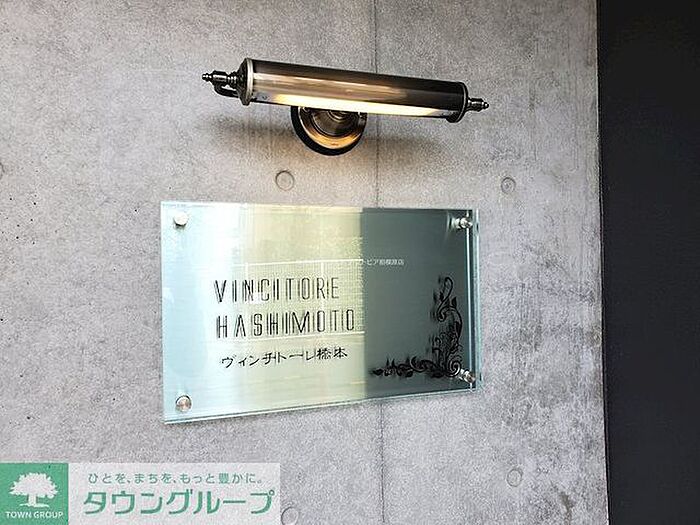 VINCITORE
HASHIMOTO
ヴィンチトーレ橋本
ひとを、まちを、もっと豊かに。
タウングループ
TOWN GROUP